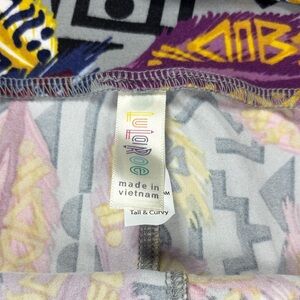 LuLaRoe
made in
vietnam
Tall & Curvy